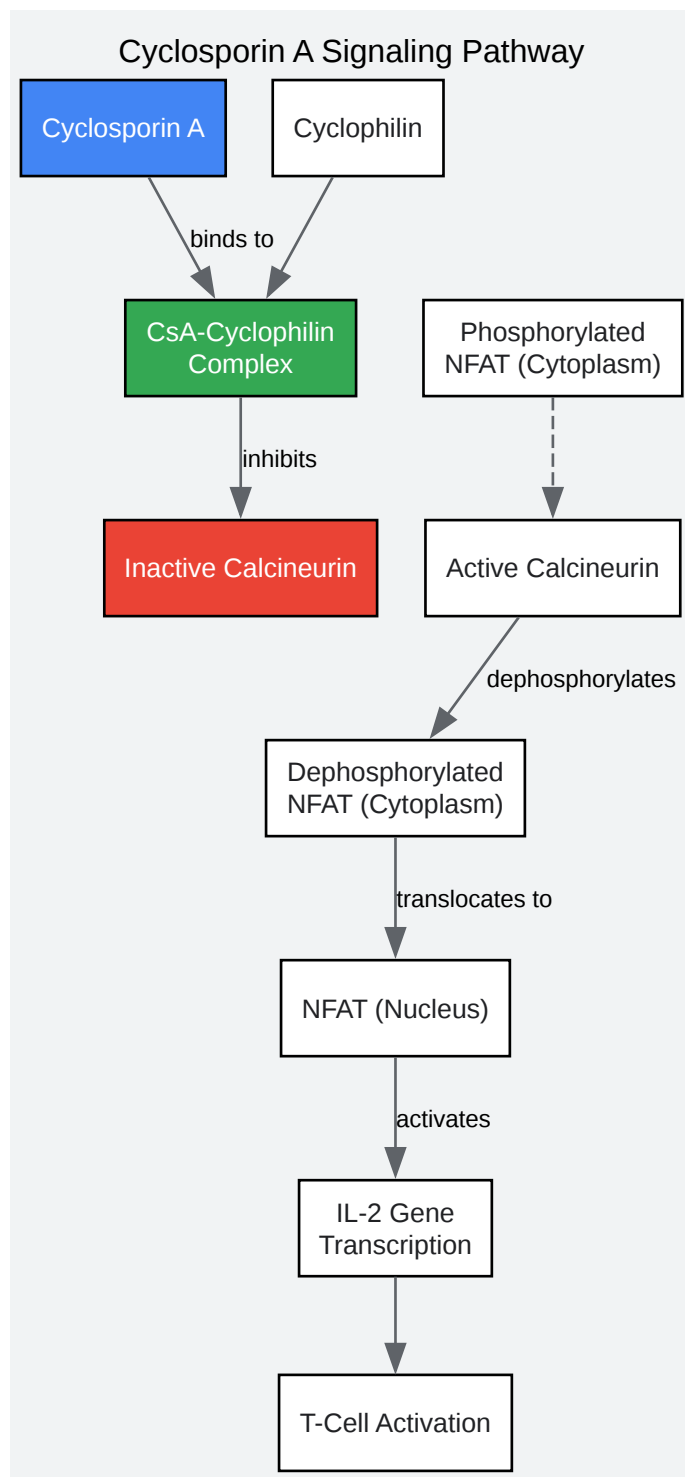 Cyclosporin A Signaling Pathway
Cyclosporin A
Cyclophilin
binds to
CsA-Cyclophilin
Complex
Phosphorylated
NFAT (Cytoplasm)
inhibits
Inactive Calcineurin
Active Calcineurin
dephosphorylates
Dephosphorylated
NFAT (Cytoplasm)
translocates to
NFAT (Nucleus)
activates
IL-2 Gene
Transcription
T-Cell Activation